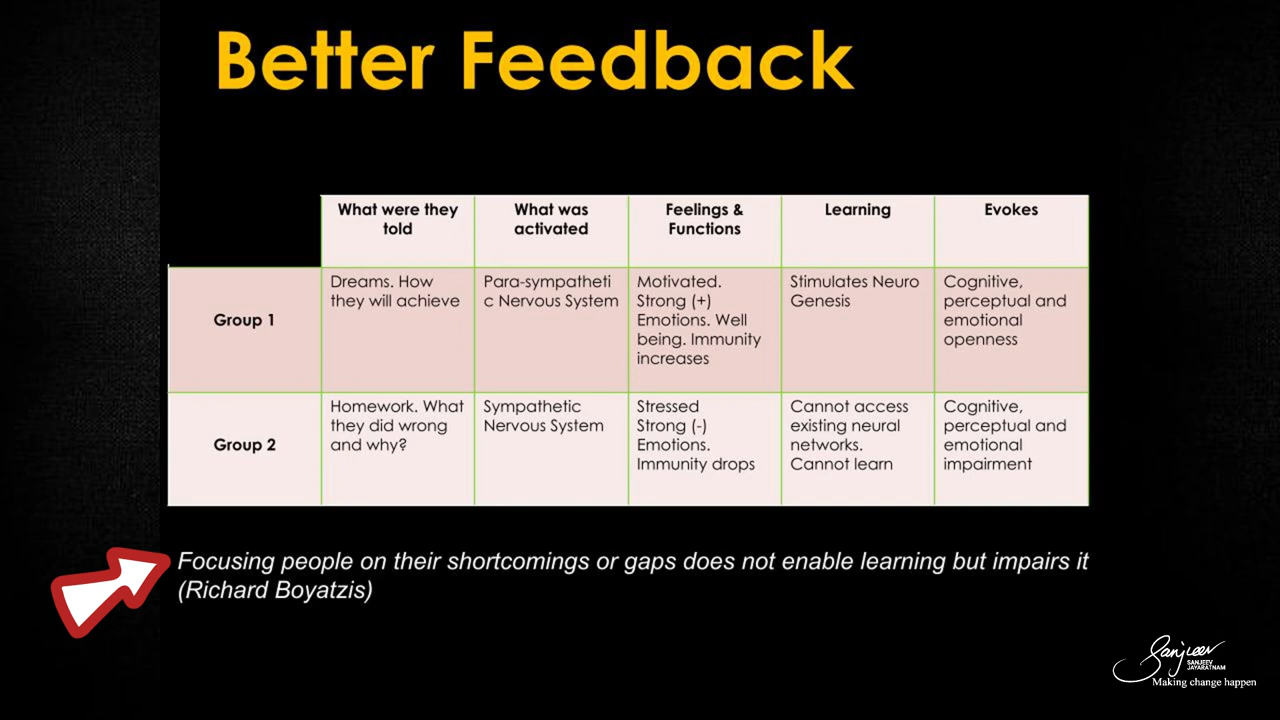 Better Feedback
What were they
told
What was
activated
Feelings &
Functions
Learning
Evokes
Group 1
Dreams. How
they will achieve
Para-sympatheti
c Nervous System
Motivated.
Strong (+)
Emotions. Well
being. Immunity
increases
Stimulates Neuro
Genesis
Cognitive,
perceptual and
emotional
openness
Group 2
Homework. What
they did wrong
and why?
Sympathetic
Nervous System
Stressed
Strong (-)
Emotions.
Immunity drops
Cannot access
existing neural
networks.
Cannot learn
Cognitive,
perceptual and
emotional
impairment
Focusing people on their shortcomings or gaps does not enable learning but impairs it
(Richard Boyatzis)
Sanjeev
SANJEEV
JAYARATNAM
Making change happen